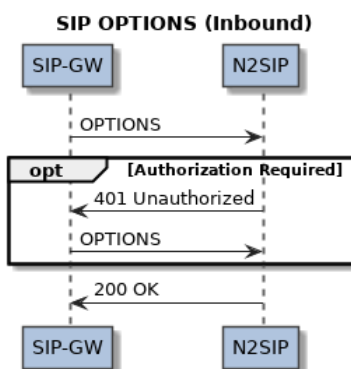 SIP OPTIONS (Inbound)
SIP-GW N2SIP
OPTIONS
opt [Authorization Required]
401 Unauthorized
OPTIONS
200 OK
SIP-GW N2SIP